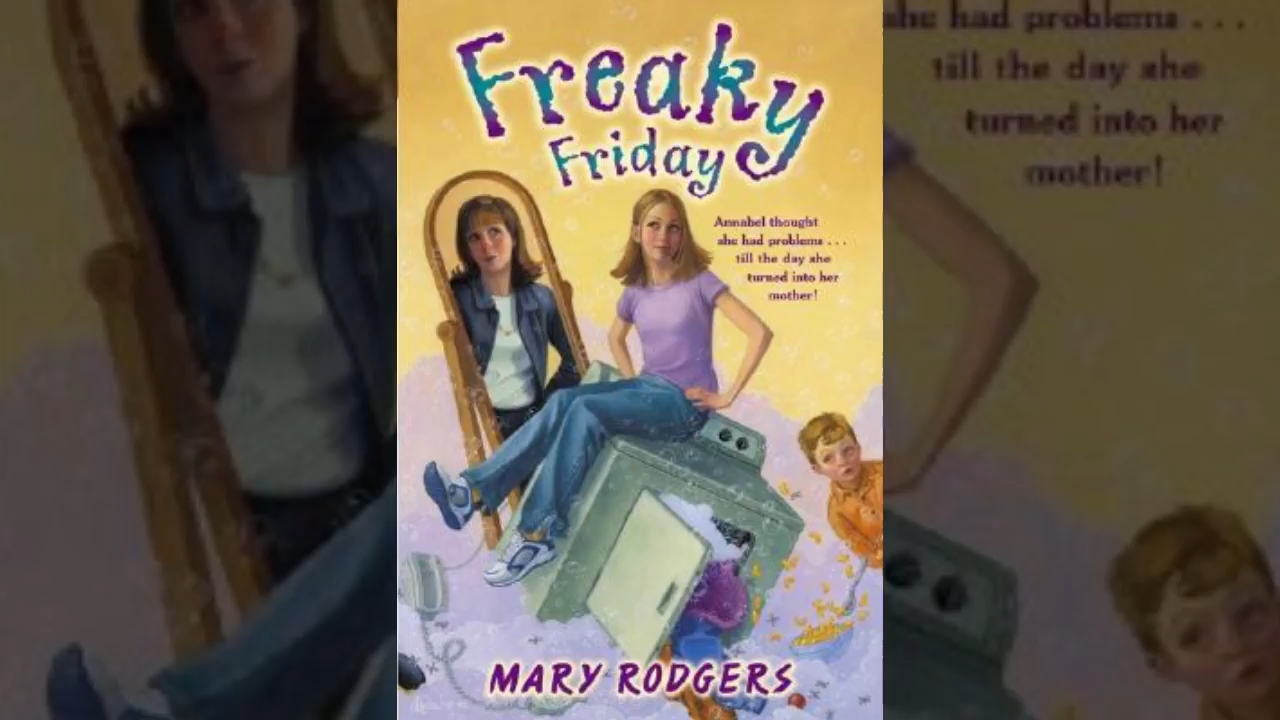 Freaky
Friday
Annabel thought
she had problems . . .
till the day she
turned into her
mother!
MARY RODGERS
she had problems . . .
till the day she
turned into her
mother!